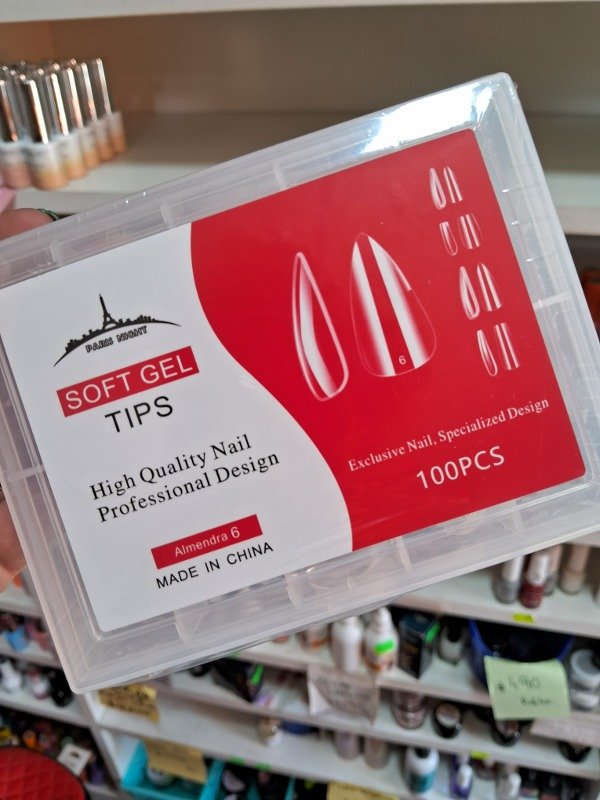 PARIS NIGHT
SOFT GEL
TIPS
High Quality Nail
Professional Design
Almendra 6
MADE IN CHINA
6
Exclusive Nail, Specialized Design
100PCS